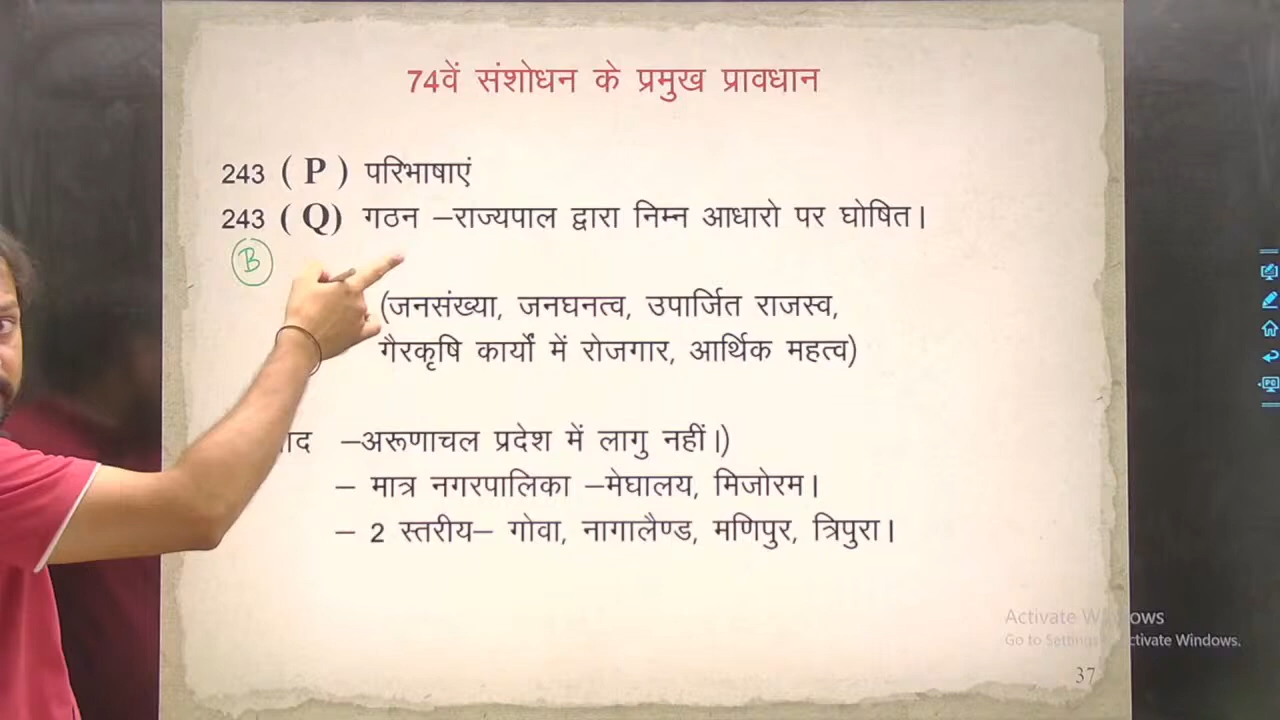 74वें संशोधन के प्रमुख प्रावधान
243 ( P ) परिभाषाएं
243 ( Q) गठन –राज्यपाल द्वारा निम्न आधारो पर घोषित।
B
(जनसंख्या, जनघनत्व, उपार्जित राजस्व,
गैरकृषि कार्यों में रोजगार, आर्थिक महत्व)
–अरूणाचल प्रदेश में लागु नहीं।)
– मात्र नगरपालिका –मेघालय, मिजोरम।
– 2 स्तरीय– गोवा, नागालैण्ड, मणिपुर, त्रिपुरा।
Activate Windows
Go to Settings Activate Windows.
37